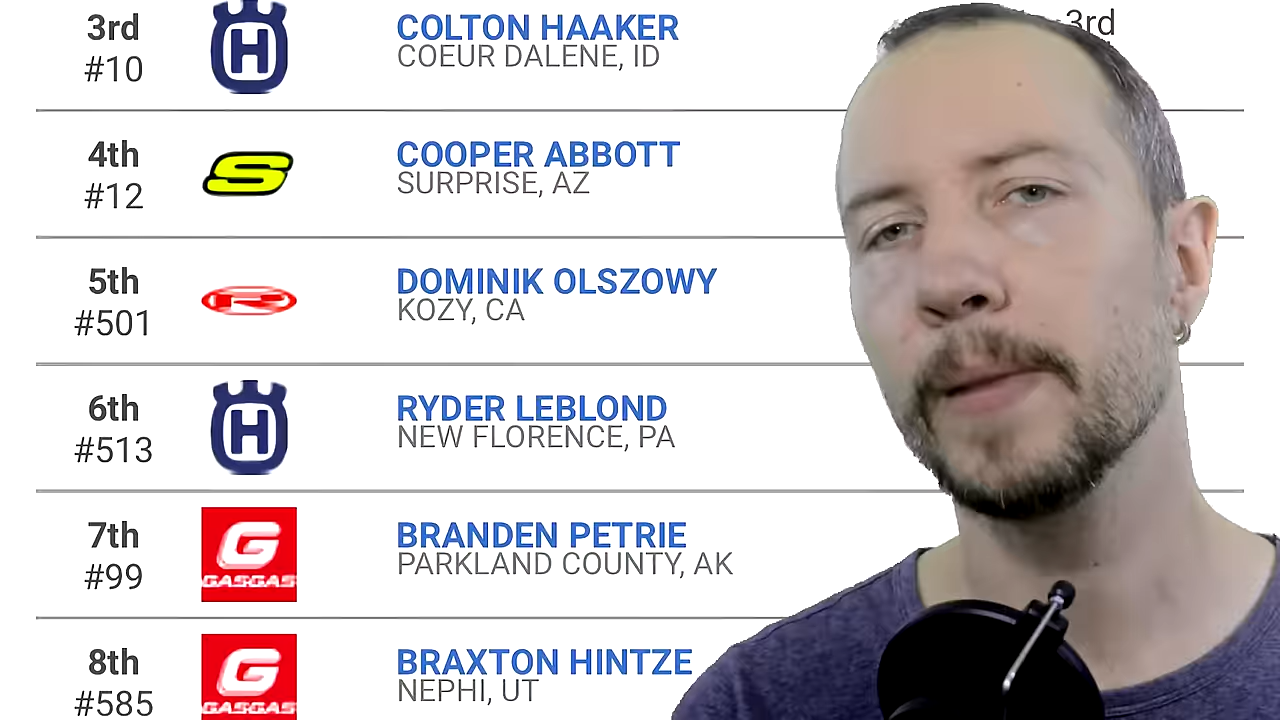 3rd
#10
COLTON HAAKER
COEUR DALENE, ID
3rd
4th
#12
S
COOPER ABBOTT
SURPRISE, AZ
5th
#501
R
DOMINIK OLSZOWY
KOZY, CA
6th
#513
H
RYDER LEBLOND
NEW FLORENCE, PA
7th
#99
G
GASGAS
BRANDEN PETRIE
PARKLAND COUNTY, AK
8th
#585
G
GASGAS
BRAXTON HINTZE
NEPHI, UT